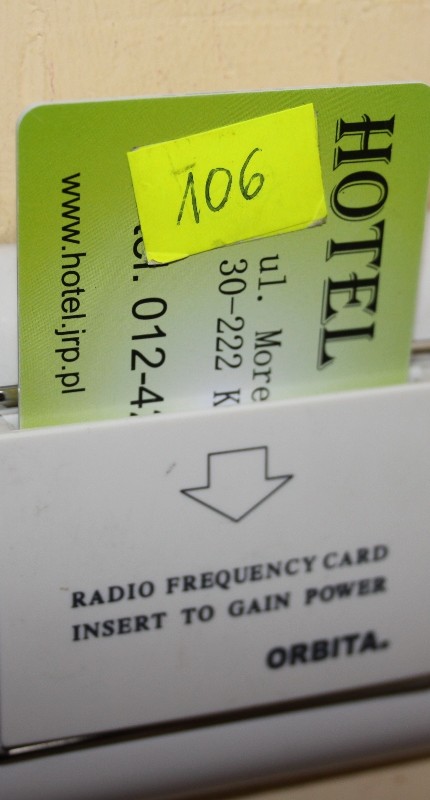 106
HOTEL
ul. More
30-222 K
tel. 012-4
www.hotel.jrp.pl
RADIO FREQUENCY CARD
INSERT TO GAIN POWER
ORBITA